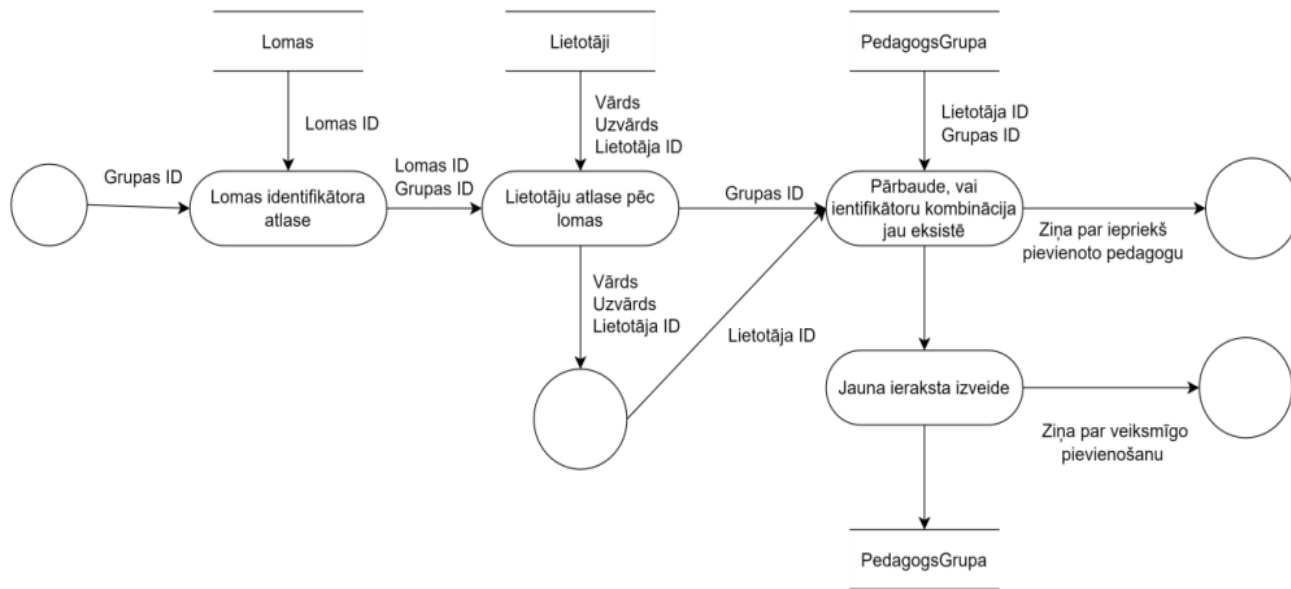 Lomas
Lietotāji
PedagogsGrupa
Lomas ID
Vārds
Uzvārds
Lietotāja ID
Lietotāja ID
Grupas ID
Grupas ID
Lomas identifikātora
atlase
Lomas ID
Grupas ID
Lietotāju atlase pēc
lomas
Grupas ID
Pārbaude, vai
ientifikātoru kombinācija
jau eksistē
Ziņa par iepriekš
pievienoto pedagogu
Vārds
Uzvārds
Lietotāja ID
Lietotāja ID
Jauna ieraksta izveide
Ziņa par veiksmīgo
pievienošanu
PedagogsGrupa